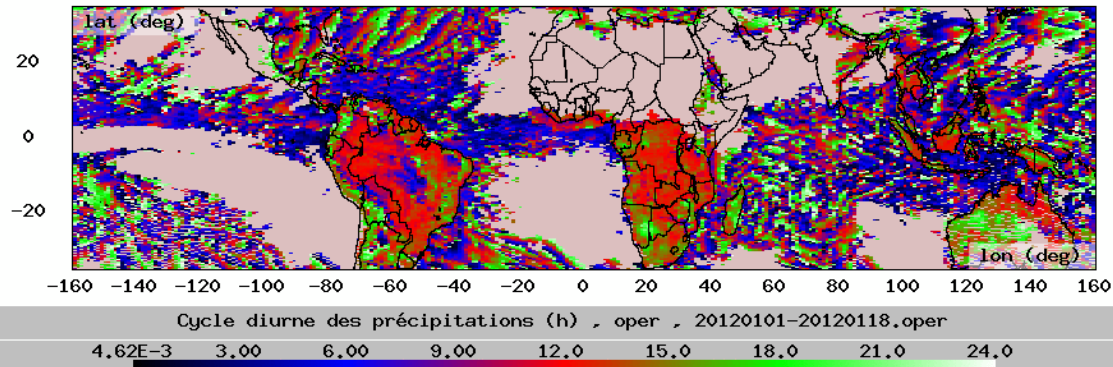 lat (deg)
20
0
-20
lon (deg)
-160 -140 -120 -100 -80 -60 -40 -20 0 20 40 60 80 100 120 140 160
Cycle diurne des précipitations (h) , oper , 20120101-20120118.oper
4.62E-3 3.00 6.00 9.00 12.0 15.0 18.0 21.0 24.0